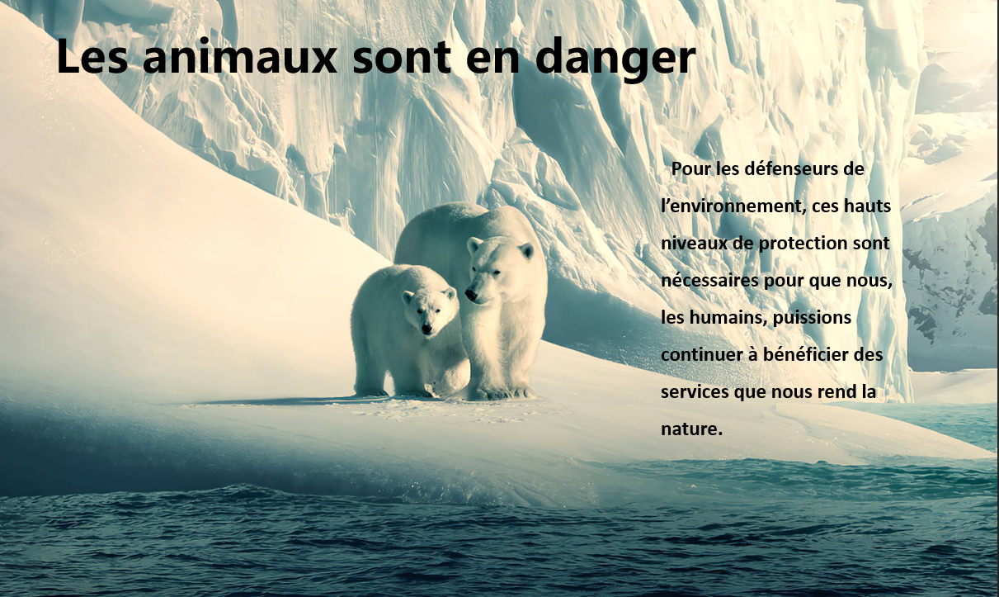 Les animaux sont en danger
Pour les défenseurs de
l’environnement, ces hauts
niveaux de protection sont
nécessaires pour que nous,
les humains, puissions
continuer à bénéficier des
services que nous rend la
nature.